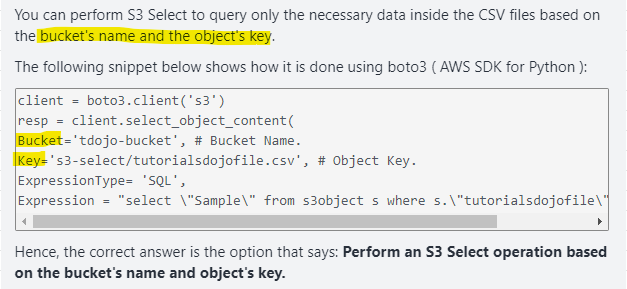 You can perform S3 Select to query only the necessary data inside the CSV files based on
the bucket's name and the object's key.
The following snippet below shows how it is done using boto3 ( AWS SDK for Python ):
client = boto3.client('s3')
resp = client.select_object_content(
Bucket='tdojo-bucket', # Bucket Name.
Key='s3-select/tutorialsdojofile.csv', # Object Key.
ExpressionType= 'SQL',
Expression = "select \"Sample\" from s3object s where s.\"tutorialsdojofile\"
Hence, the correct answer is the option that says: Perform an S3 Select operation based
on the bucket's name and object's key.